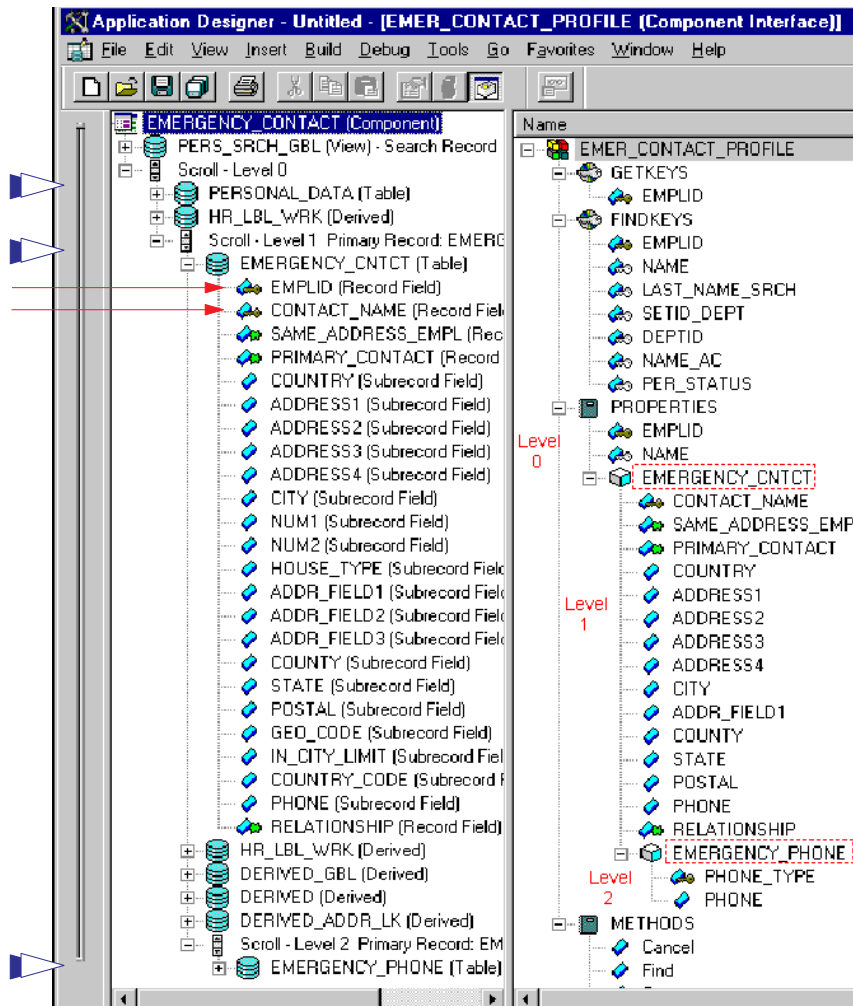 Application Designer - Untitled - [EMER_CONTACT_PROFILE (Component Interface)]
File Edit View Insert Build Debug Tools Go Favorites Window Help
EMERGENCY_CONTACT (Component)
PERS_SRCH_GBL (View) - Search Record
Scroll - Level 0
PERSONAL_DATA (Table)
HR_LBL_WRK (Derived)
Scroll - Level 1 Primary Record: EMERG
EMERGENCY_CNTCT (Table)
EMPLID (Record Field)
CONTACT_NAME (Record Fiel
SAME_ADDRESS_EMPL (Rec
PRIMARY_CONTACT (Record
COUNTRY (Subrecord Field)
ADDRESS1 (Subrecord Field)
ADDRESS2 (Subrecord Field)
ADDRESS3 (Subrecord Field)
ADDRESS4 (Subrecord Field)
CITY (Subrecord Field)
NUM1 (Subrecord Field)
NUM2 (Subrecord Field)
HOUSE_TYPE (Subrecord Field
ADDR_FIELD1 (Subrecord Field
ADDR_FIELD2 (Subrecord Field
ADDR_FIELD3 (Subrecord Field
COUNTY (Subrecord Field)
STATE (Subrecord Field)
POSTAL (Subrecord Field)
GEO_CODE (Subrecord Field)
IN_CITY_LIMIT (Subrecord Fiel
COUNTRY_CODE (Subrecord F
PHONE (Subrecord Field)
RELATIONSHIP (Record Field)
HR_LBL_WRK (Derived)
DERIVED_GBL (Derived)
DERIVED (Derived)
DERIVED_ADDR_LK (Derived)
Scroll - Level 2 Primary Record: EM
EMERGENCY_PHONE (Table)
Name
EMER_CONTACT_PROFILE
GETKEYS
EMPLID
FINDKEYS
EMPLID
NAME
LAST_NAME_SRCH
SETID_DEPT
DEPTID
NAME_AC
PER_STATUS
PROPERTIES
EMPLID
Level
0
NAME
EMERGENCY_CNTCT
CONTACT_NAME
SAME_ADDRESS_EMP
PRIMARY_CONTACT
COUNTRY
ADDRESS1
Level
1
ADDRESS2
ADDRESS3
ADDRESS4
CITY
ADDR_FIELD1
COUNTY
STATE
POSTAL
PHONE
RELATIONSHIP
EMERGENCY_PHONE
Level
2
PHONE_TYPE
PHONE
METHODS
Cancel
Find